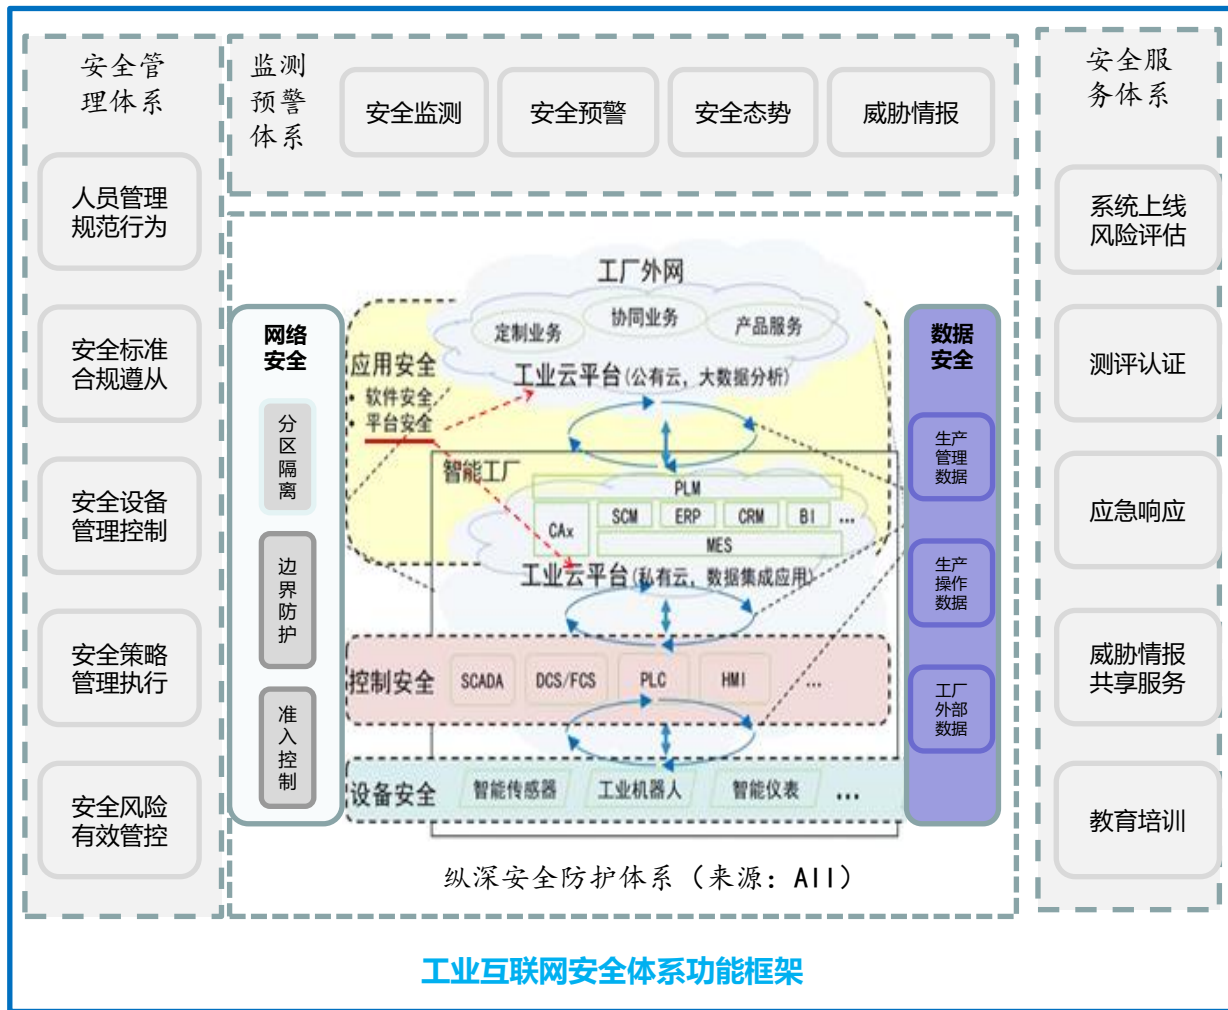 安全管
理体系
人员管理
规范行为
安全标准
合规遵从
安全设备
管理控制
安全策略
管理执行
安全风险
有效管控
监测
预警
体系
安全监测
安全预警
安全态势
威胁情报
网络
安全
分
区
隔
离
边
界
防
护
准
入
控
制
工厂外网
定制业务
协同业务
产品服务
工业云平台(公有云，大数据分析)
应用安全
• 软件安全
• 平台安全
智能工厂
PLM
CAx
SCM ERP CRM BI ...
MES
工业云平台(私有云，数据集成应用)
控制安全 SCADA DCS/FCS PLC HMI ...
设备安全 智能传感器 工业机器人 智能仪表 ...
数据
安全
生产
管理
数据
生产
操作
数据
工厂
外部
数据
纵深安全防护体系（来源：AII）
安全服
务体系
系统上线
风险评估
测评认证
应急响应
威胁情报
共享服务
教育培训
工业互联网安全体系功能框架